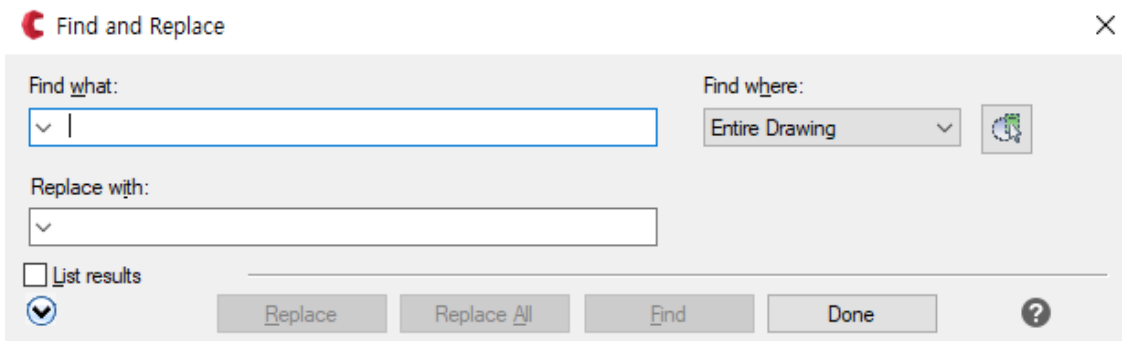 Find and Replace
Find what:
Find where:
Entire Drawing
Replace with:
List results
Replace
Replace All
Find
Done